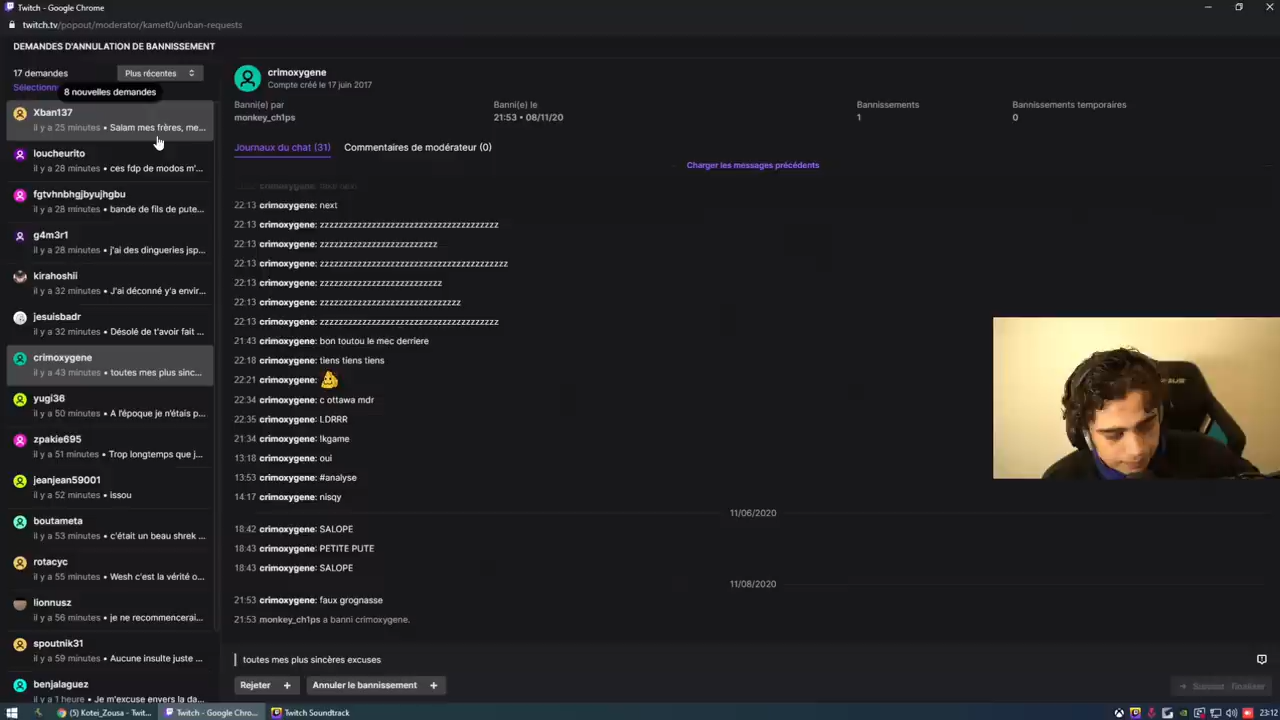 Twitch - Google Chrome
twitch.tv/popout/moderator/kamet0/unban-requests
DEMANDES D'ANNULATION DE BANNISSEMENT
17 demandes
Plus récentes
Sélectionn
8 nouvelles demandes
Xban137
il y a 25 minutes • Salam mes frères, me...
loucheurito
il y a 28 minutes • ces fdp de modos m'...
fgtvhnbhgjbyujhgbu
il y a 28 minutes • bande de fils de pute...
g4m3r1
il y a 28 minutes • j'ai des dingueries jsp...
kirahoshii
il y a 32 minutes • J'ai déconné y'a envir...
jesuisbadr
il y a 32 minutes • Désolé de t'avoir fait ...
crimoxygene
il y a 43 minutes • toutes mes plus sinc...
yugi36
il y a 50 minutes • A l'époque je n'étais p...
zpakie695
il y a 51 minutes • Trop longtemps que j...
jeanjean59001
il y a 52 minutes • issou
boutameta
il y a 53 minutes • c'était un beau shrek ...
rotacyc
il y a 55 minutes • Wesh c'est la vérité o...
lionnusz
il y a 56 minutes • je ne recommencerai...
spoutnik31
il y a 59 minutes • Aucune insulte juste ...
benjalaguez
il y a 1 heure • Je m'excuse envers la da...
crimoxygene
Compte créé le 17 juin 2017
Banni(e) par
monkey_ch1ps
Banni(e) le
21:53 • 08/11/20
Bannissements
1
Bannissements temporaires
0
Journaux du chat (31)
Commentaires de modérateur (0)
Charger les messages précédents
22:13 crimoxygene: next
22:13 crimoxygene: zzzzzzzzzzzzzzzzzzzzzzzzzzzzzzzzzzzzzz
22:13 crimoxygene: zzzzzzzzzzzzzzzzzzzzzzzzz
22:13 crimoxygene: zzzzzzzzzzzzzzzzzzzzzzzzzzzzzzzzzzzzzzzz
22:13 crimoxygene: zzzzzzzzzzzzzzzzzzzzzzzzzz
22:13 crimoxygene: zzzzzzzzzzzzzzzzzzzzzzzzzzzzzz
22:13 crimoxygene: zzzzzzzzzzzzzzzzzzzzzzzzzzzzzzzzzzzzzz
21:43 crimoxygene: bon toutou le mec derriere
22:18 crimoxygene: tiens tiens tiens
22:21 crimoxygene:
22:34 crimoxygene: c ottawa mdr
22:35 crimoxygene: LDRRR
21:34 crimoxygene: lkgame
13:18 crimoxygene: oui
13:53 crimoxygene: #analyse
14:17 crimoxygene: nisqy
11/06/2020
18:42 crimoxygene: SALOPE
18:43 crimoxygene: PETITE PUTE
18:43 crimoxygene: SALOPE
11/08/2020
21:53 crimoxygene: faux grognasse
21:53 monkey_ch1ps a banni crimoxygene.
toutes mes plus sincères excuses
Rejeter +
Annuler le bannissement +
Finaliser
(5) Kotei_Zousa - Twit...
Twitch - Google Chro...
Twitch Soundtrack
23:12